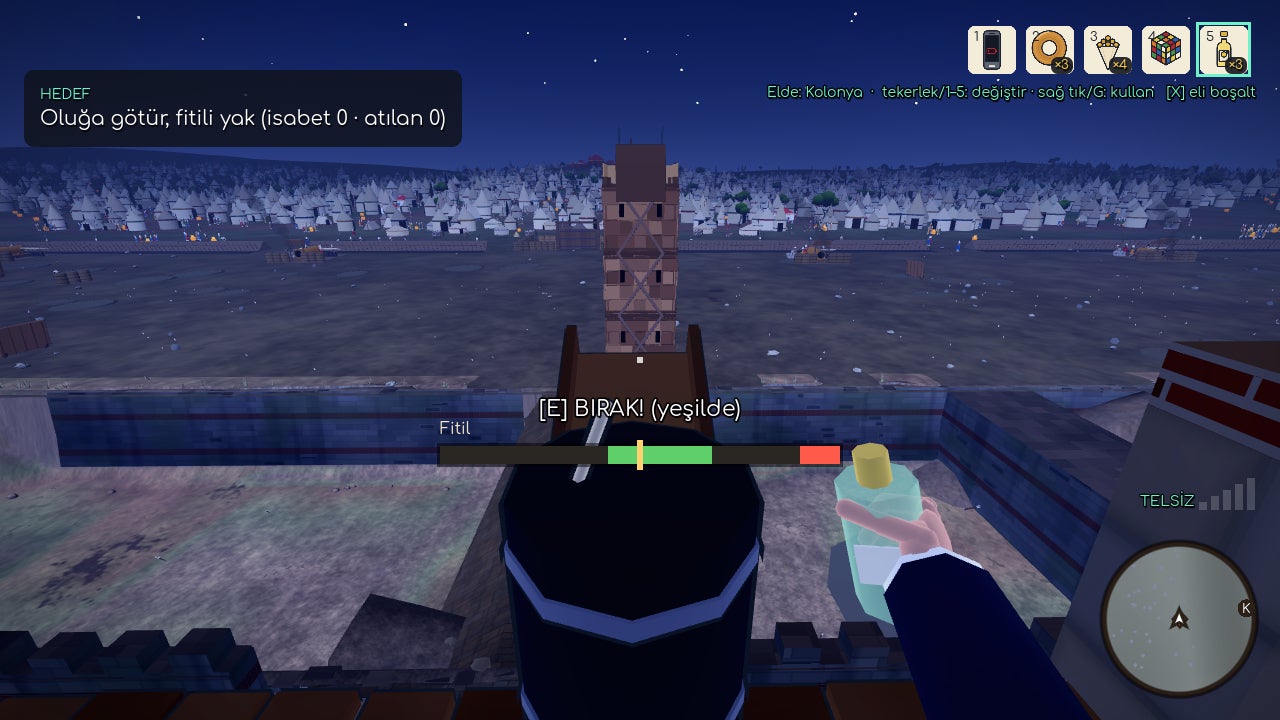 HEDEF
Oluğa götür, fitili yak (isabet 0 · atılan 0)
1
2
×3
3
×4
4
5
×3
Elde: Kolonya · tekerlek/1-5: değiştir · sağ tık/G: kullan [X] eli boşalt
[E] BIRAK! (yeşilde)
Fitil
TELSİZ
K